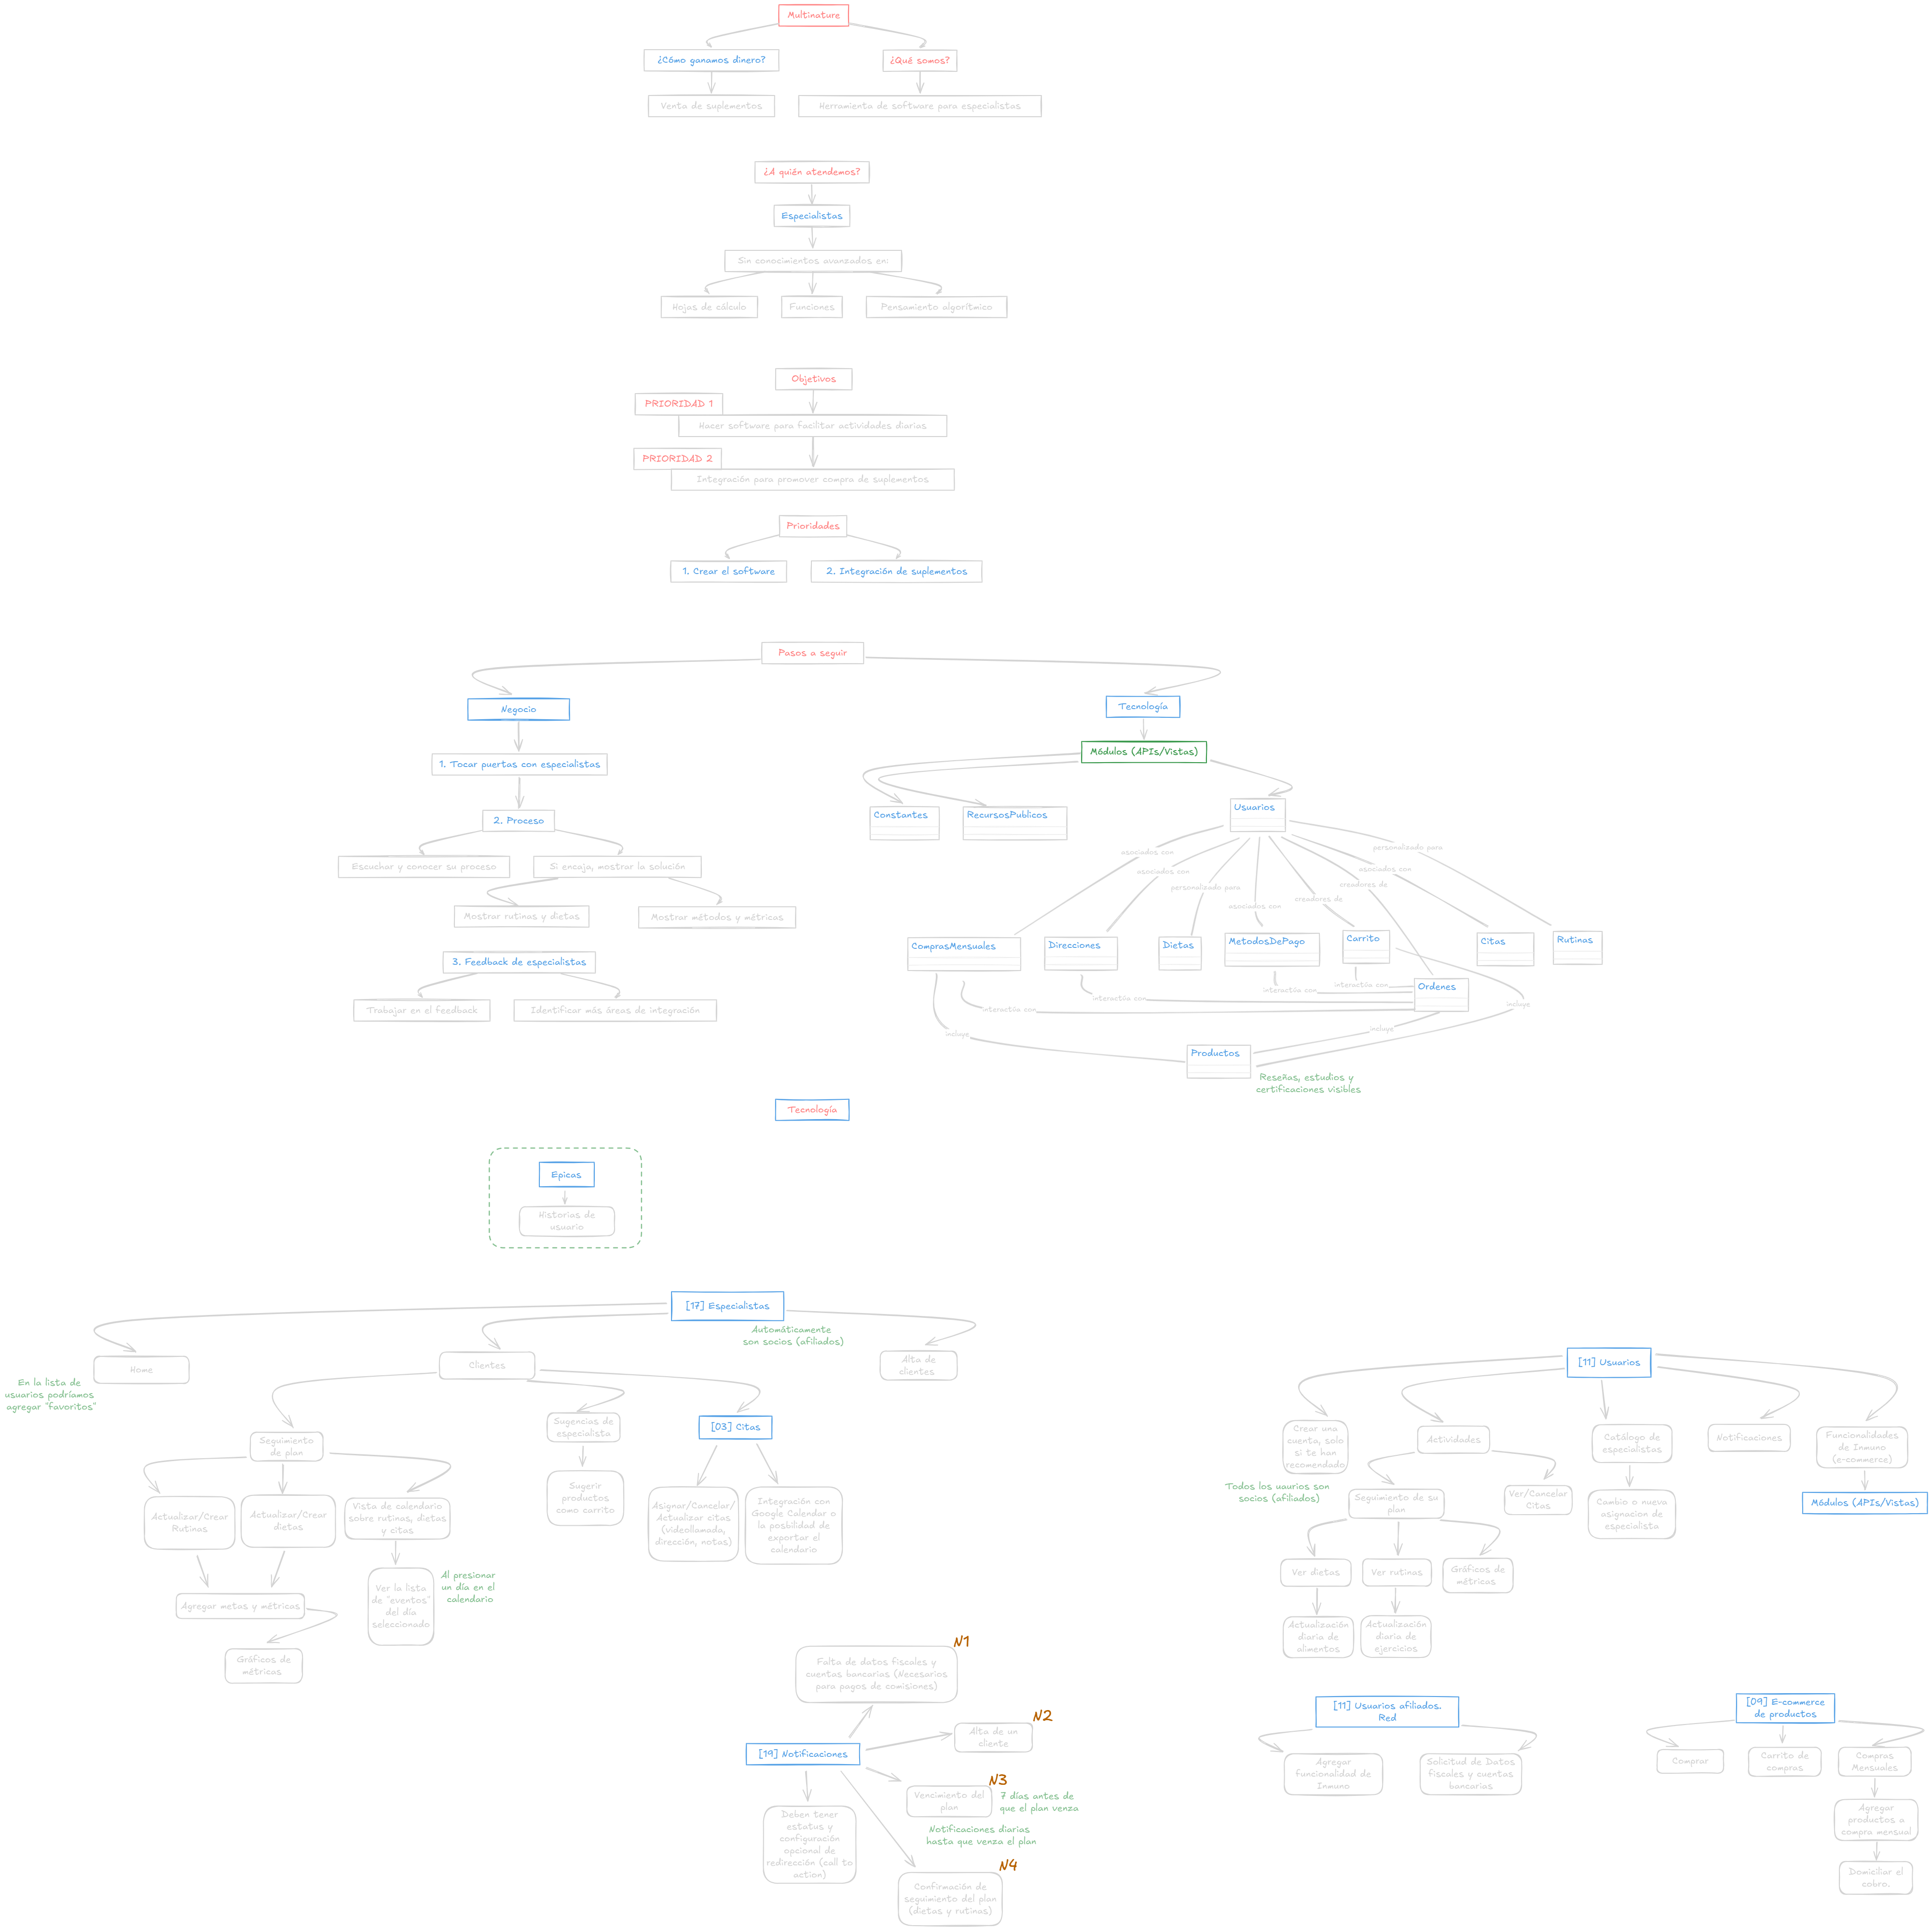 Multinature
¿Cómo ganamos dinero?
¿Qué somos?
Venta de suplementos
Herramienta de software para especialistas
¿A quién atendemos?
Especialistas
Sin conocimientos avanzados en:
Hojas de cálculo
Funciones
Pensamiento algorítmico
Objetivos
PRIORIDAD 1
Hacer software para facilitar actividades diarias
PRIORIDAD 2
Integración para promover compra de suplementos
Prioridades
1. Crear el software
2. Integración de suplementos
Pasos a seguir
Negocio
1. Tocar puertas con especialistas
2. Proceso
Escuchar y conocer su proceso
Si encaja, mostrar la solución
Mostrar rutinas y dietas
Mostrar métodos y métricas
3. Feedback de especialistas
Trabajar en el feedback
Identificar más áreas de integración
Tecnología
Módulos (APIs/Vistas)
Constantes
RecursosPublicos
Usuarios
asociados con
asociados con
personalizado para
asociados con
creadores de
creadores de
asociados con
personalizado para
ComprasMensuales
Direcciones
Dietas
MetodosDePago
Carrito
Citas
Rutinas
Ordenes
interactúa con
interactúa con
interactúa con
interactúa con
incluye
incluye
incluye
Productos
Reseñas, estudios y
certificaciones visibles
Tecnología
Epicas
Historias de
usuario
[17] Especialistas
Automáticamente
son socios (afiliados)
Home
En la lista de
usuarios podríamos
agregar "favoritos"
Clientes
Alta de
clientes
Seguimiento
de plan
Sugencias de
especialista
[03] Citas
Actualizar/Crear
Rutinas
Actualizar/Crear
dietas
Vista de calendario
sobre rutinas, dietas
y citas
Sugerir
productos
como carrito
Asignar/Cancelar/
Actualizar citas
(videollamada,
dirección, notas)
Integración con
Google Calendar o
la posbilidad de
exportar el
calendario
Agregar metas y métricas
Ver la lista
de "eventos"
del día
seleccionado
Al presionar
un día en el
calendario
Gráficos de
métricas
[11] Usuarios
Crear una
cuenta, solo
si te han
recomendado
Todos los uaurios son
socios (afiliados)
Actividades
Catálogo de
especialistas
Notificaciones
Funcionalidades
de Inmuno
(e-commerce)
Módulos (APIs/Vistas)
Seguimiento de su
plan
Ver/Cancelar
Citas
Cambio o nueva
asignacion de
especialista
Ver dietas
Ver rutinas
Gráficos de
métricas
Actualización
diaria de
alimentos
Actualización
diaria de
ejercicios
[19] Notificaciones
N1
Falta de datos fiscales y
cuentas bancarias (Necesarios
para pagos de comisiones)
N2
Alta de un
cliente
N3
Vencimiento del
plan
7 días antes de
que el plan venza
Notificaciones diarias
hasta que venza el plan
N4
Confirmación de
seguimiento del plan
(dietas y rutinas)
Deben tener
estatus y
configuración
opcional de
redirección (call to
action)
[11] Usuarios afiliados.
Red
Agregar
funcionalidad de
Inmuno
Solicitud de Datos
fiscales y cuentas
bancarias
[09] E-commerce
de productos
Comprar
Carrito de
compras
Compras
Mensuales
Agregar
productos a
compra mensual
Domiciliar el
cobro.